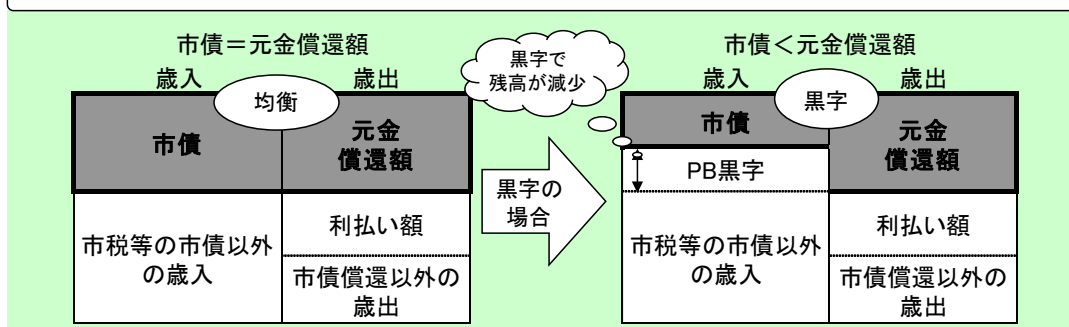 市債＝元金償還額
歳入
歳出
均衡
市債
元金
償還額
市税等の市債以外
の歳入
利払い額
市債償還以外の
歳出
黒字で
残高が減少
黒字の
場合
市債＜元金償還額
歳入
歳出
黒字
市債
元金
償還額
PB黒字
市税等の市債以外
の歳入
利払い額
市債償還以外の
歳出